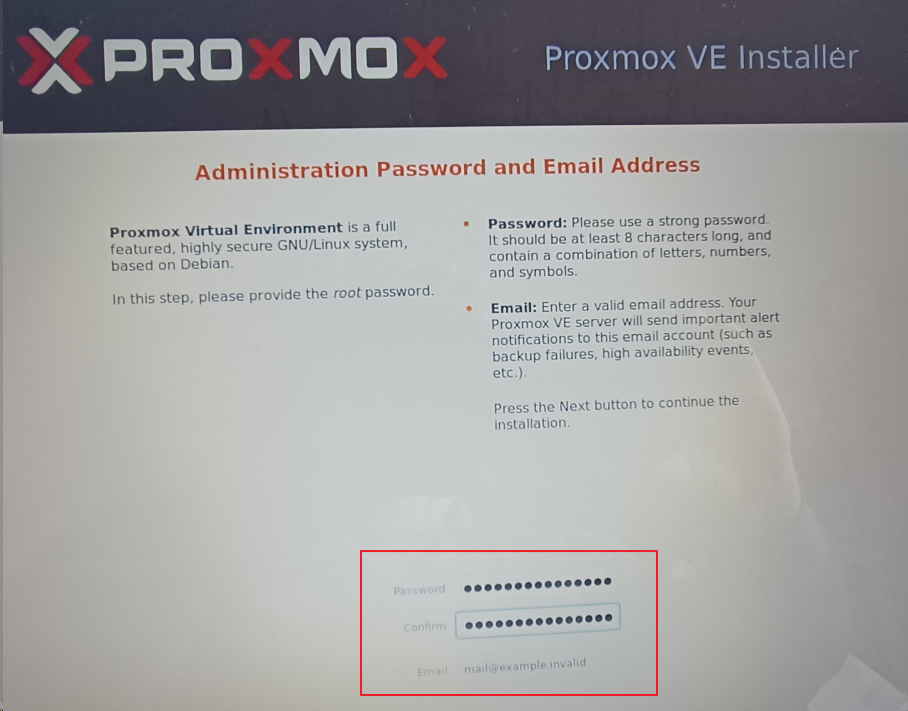 PROXMOX
Proxmox VE Installer
Administration Password and Email Address
Proxmox Virtual Environment is a full
featured, highly secure GNU/Linux system,
based on Debian.
In this step, please provide the root password.
• Password: Please use a strong password.
It should be at least 8 characters long, and
contain a combination of letters, numbers,
and symbols.
• Email: Enter a valid email address. Your
Proxmox VE server will send important alert
notifications to this email account (such as
backup failures, high availability events,
etc.).
Press the Next button to continue the
installation.
Password ●●●●●●●●●●●●●●●
Confirm ●●●●●●●●●●●●●●●
Email mail@example.invalid